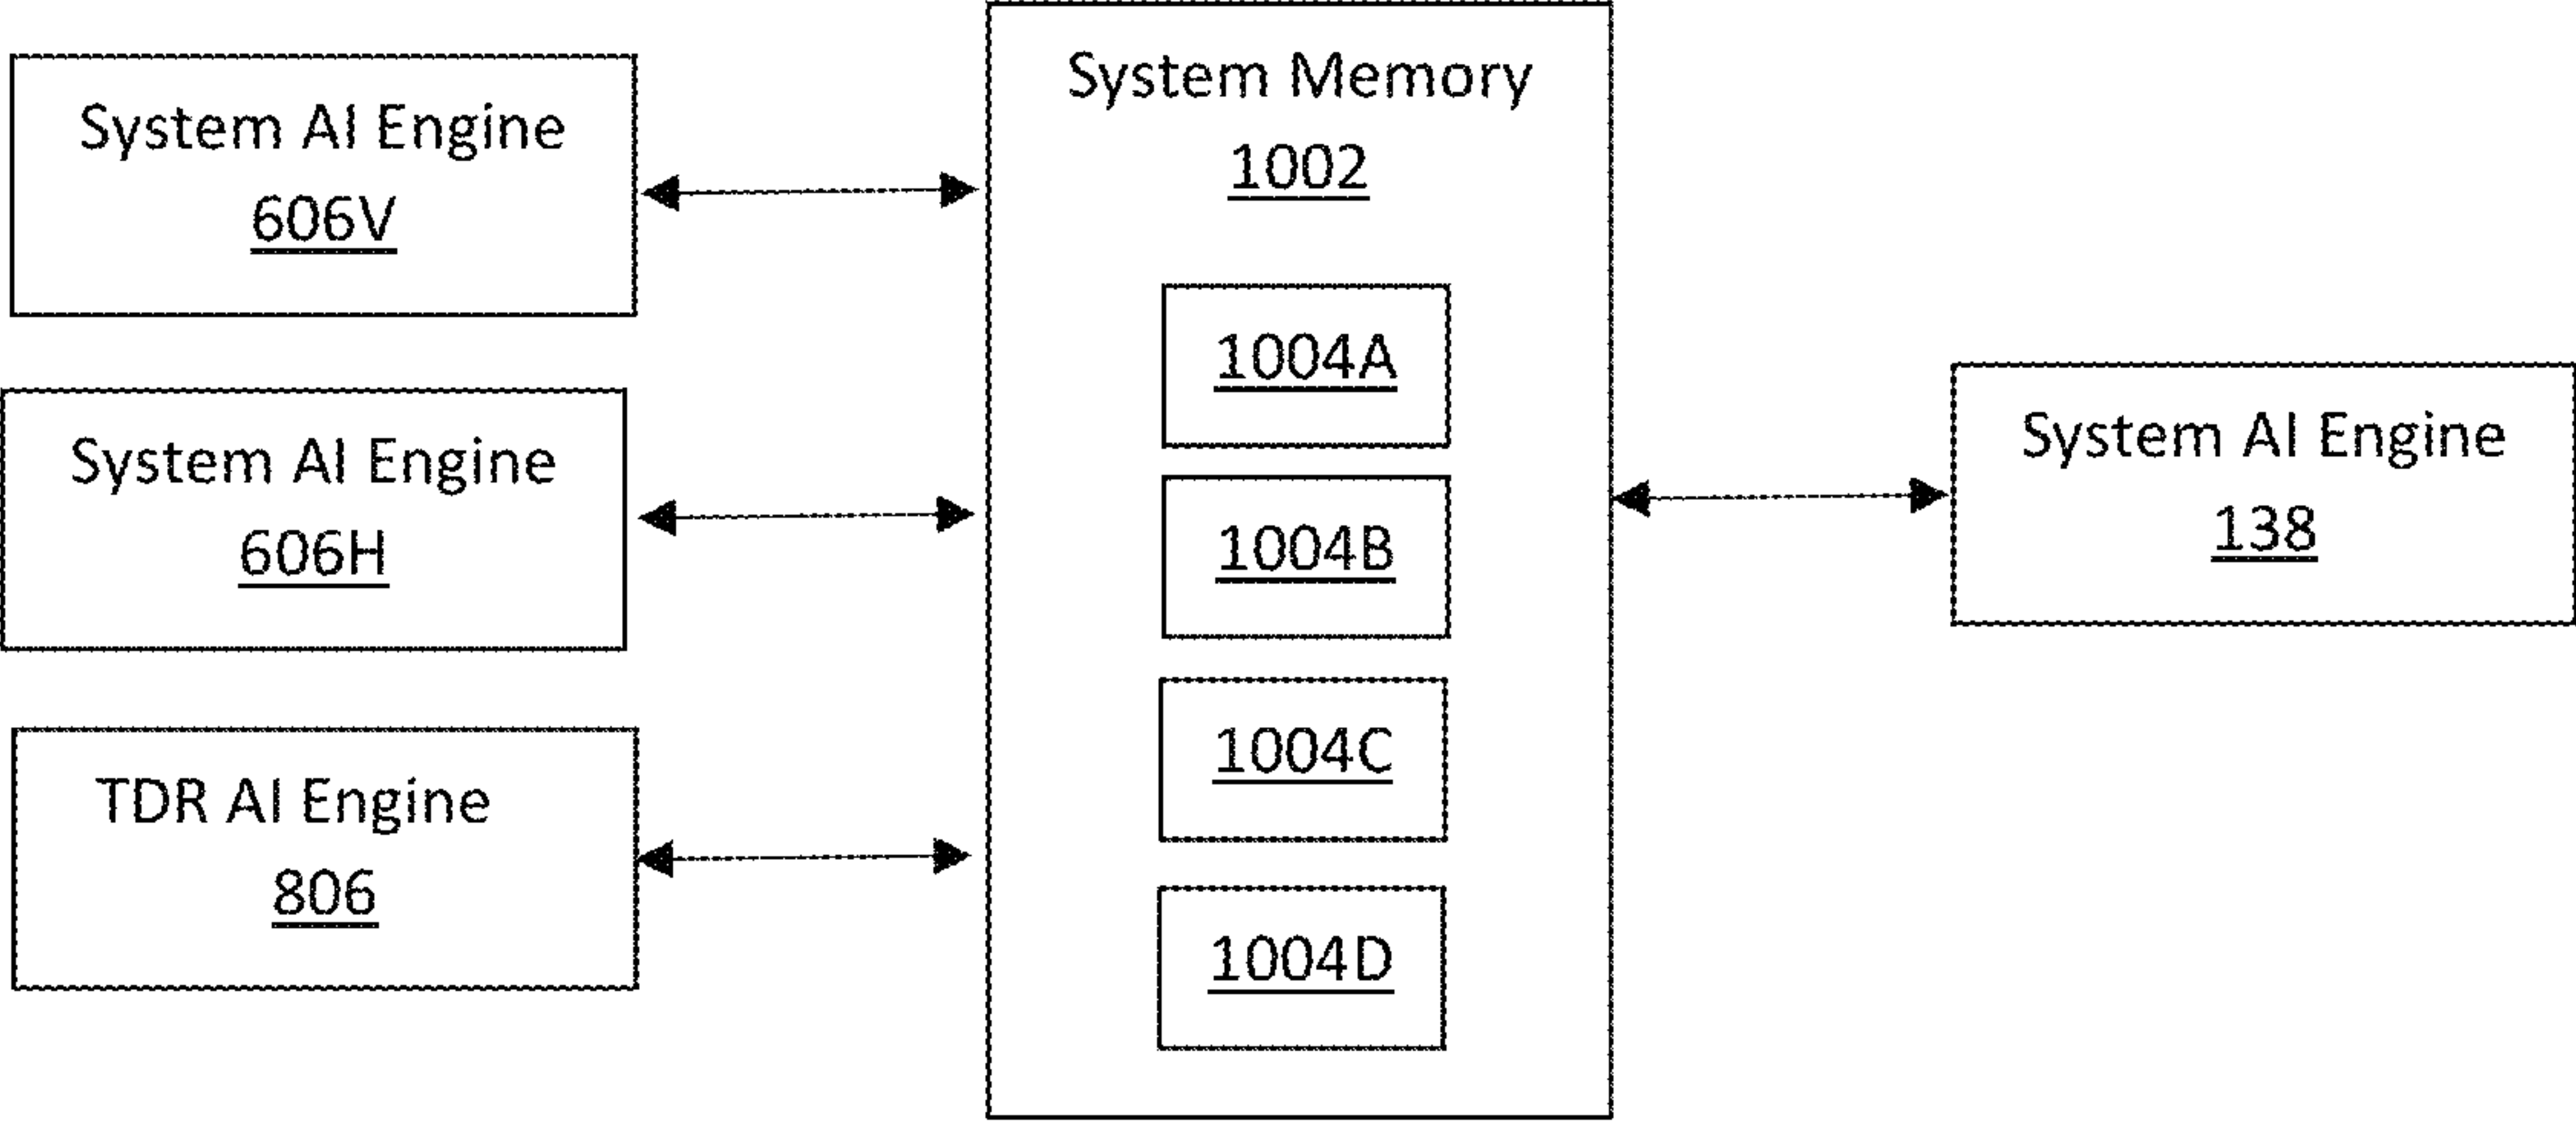 System AI Engine
606V
System AI Engine
606H
TDR AI Engine
806
System Memory
1002
1004A
1004B
1004C
1004D
System AI Engine
138